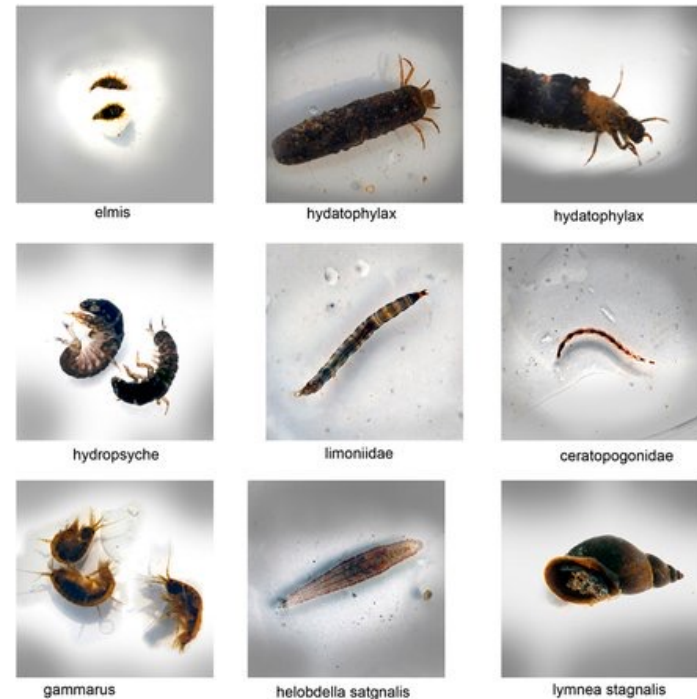 elmis
hydatophylax
hydatophylax
hydropsyche
limoniidae
ceratopogonidae
gammarus
helobdella satgnalis
lymnea stagnalis